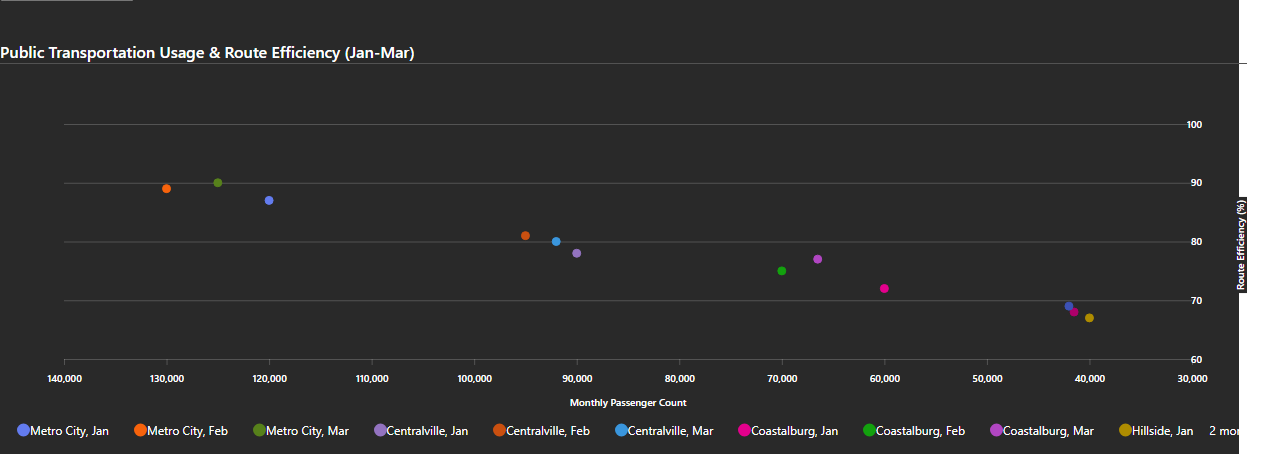 Public Transportation Usage & Route Efficiency (Jan-Mar)
100
90
80
70
60
Route Efficiency (%)
140,000 130,000 120,000 110,000 100,000 90,000 80,000 70,000 60,000 50,000 40,000 30,000
Monthly Passenger Count
Metro City, Jan Metro City, Feb Metro City, Mar Centralville, Jan Centralville, Feb Centralville, Mar Coastalburg, Jan Coastalburg, Feb Coastalburg, Mar Hillside, Jan 2